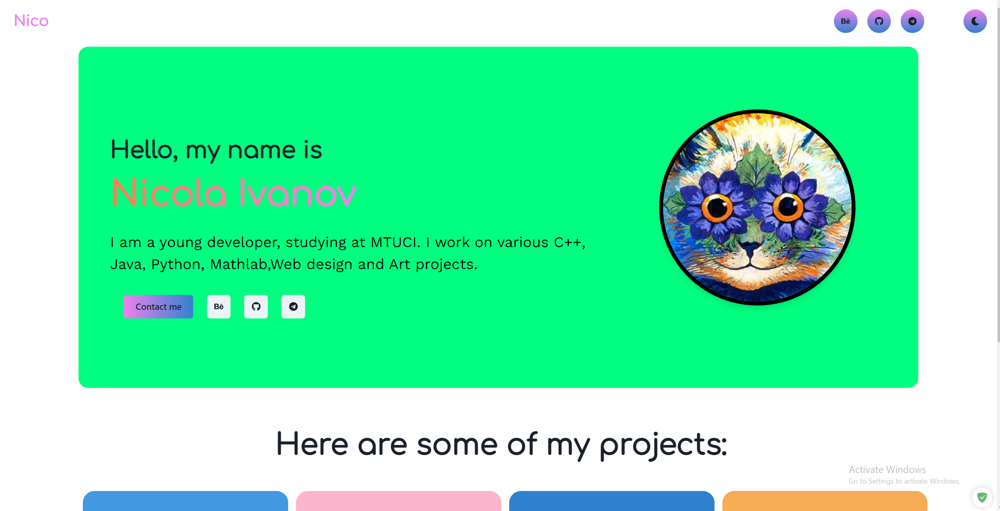 Nico
Bē
Hello, my name is
Nicola Ivanov
I am a young developer, studying at MTUCI. I work on various C++,
Java, Python, Mathlab,Web design and Art projects.
Contact me
Bē
Here are some of my projects:
Activate Windows
Go to Settings to activate Windows.